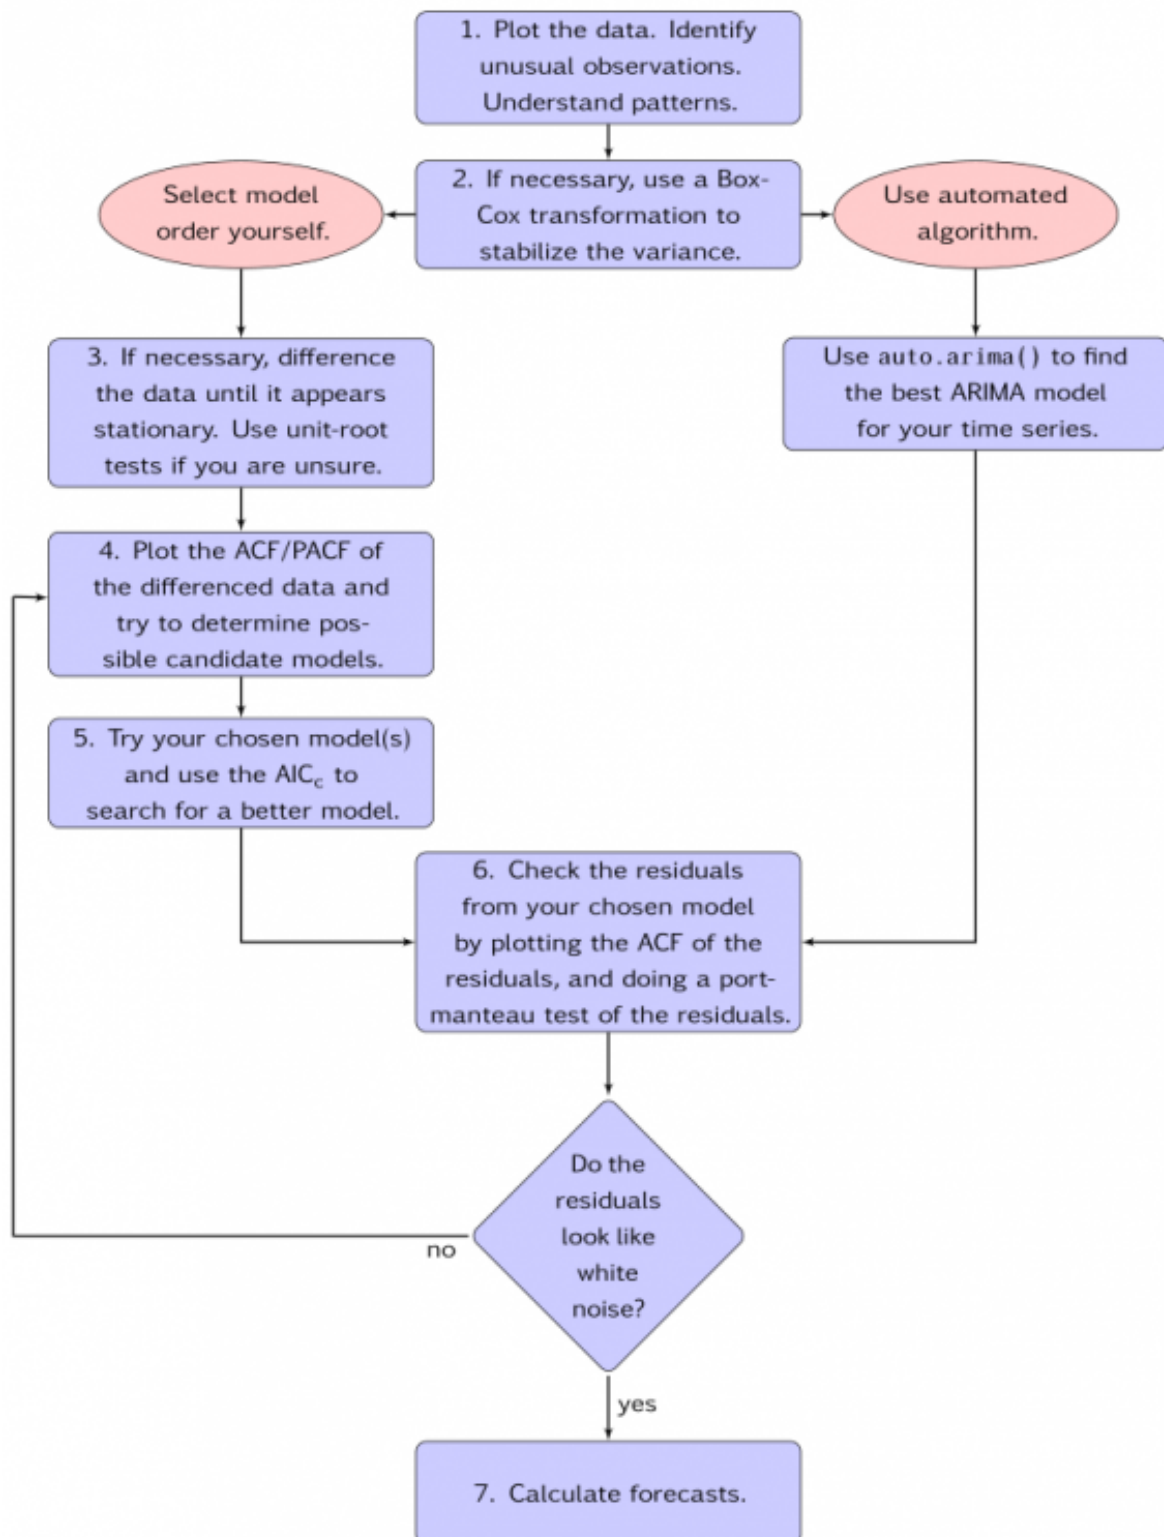 1. Plot the data. Identify
unusual observations.
Understand patterns.
Select model
order yourself.
2. If necessary, use a Box-
Cox transformation to
stabilize the variance.
Use automated
algorithm.
3. If necessary, difference
the data until it appears
stationary. Use unit-root
tests if you are unsure.
Use auto.arima() to find
the best ARIMA model
for your time series.
4. Plot the ACF/PACF of
the differenced data and
try to determine pos-
sible candidate models.
5. Try your chosen model(s)
and use the AICc to
search for a better model.
6. Check the residuals
from your chosen model
by plotting the ACF of the
residuals, and doing a port-
manteau test of the residuals.
Do the
residuals
look like
white
noise?
no
yes
7. Calculate forecasts.